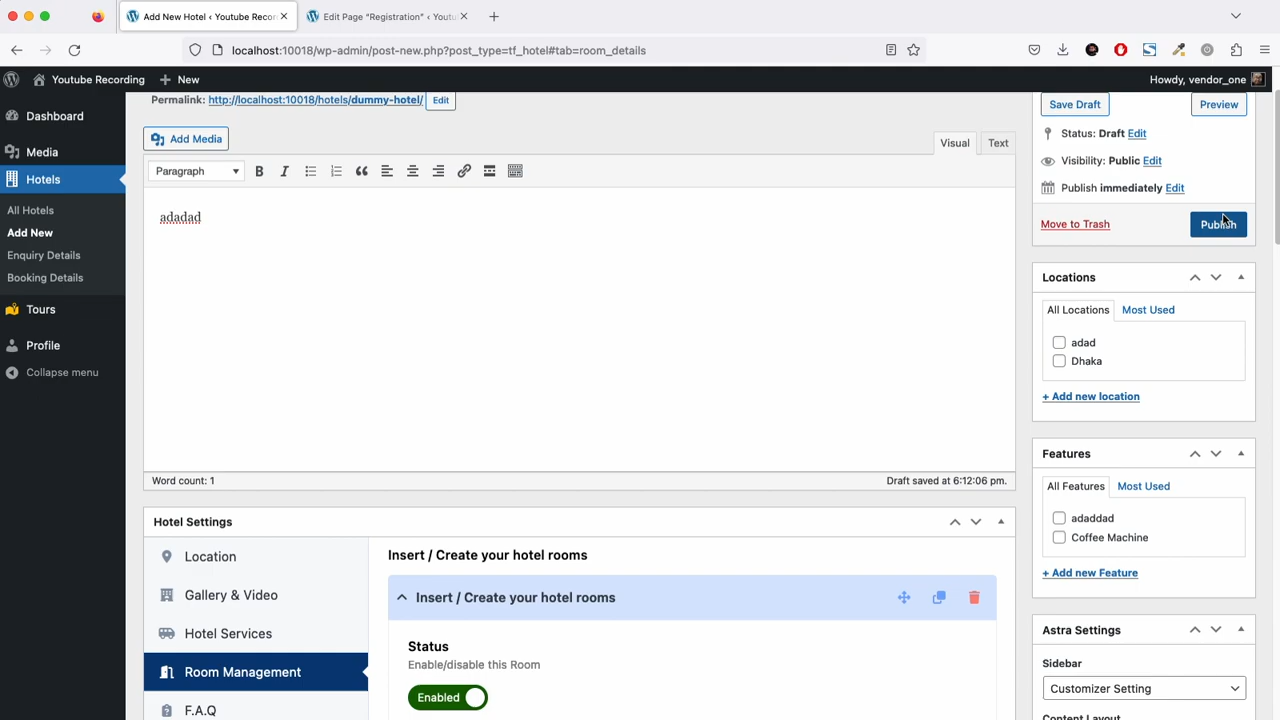 Add New Hotel ‹ Youtube Recor
Edit Page “Registration” ‹ Youtu
localhost:10018/wp-admin/post-new.php?post_type=tf_hotel#tab=room_details
Youtube Recording
New
Howdy, vendor_one
Dashboard
Media
Hotels
All Hotels
Add New
Enquiry Details
Booking Details
Tours
Profile
Collapse menu
Permalink: http://localhost:10018/hotels/dummy-hotel/ Edit
Add Media
Visual
Text
Paragraph
adadad
Word count: 1
Draft saved at 6:12:06 pm.
Hotel Settings
Location
Gallery & Video
Hotel Services
Room Management
F.A.Q
Insert / Create your hotel rooms
Insert / Create your hotel rooms
Status
Enable/disable this Room
Enabled
Save Draft
Preview
Status: Draft Edit
Visibility: Public Edit
Publish immediately Edit
Move to Trash
Publish
Locations
All Locations
Most Used
adad
Dhaka
+ Add new location
Features
All Features
Most Used
adaddad
Coffee Machine
+ Add new Feature
Astra Settings
Sidebar
Customizer Setting
Content Layout